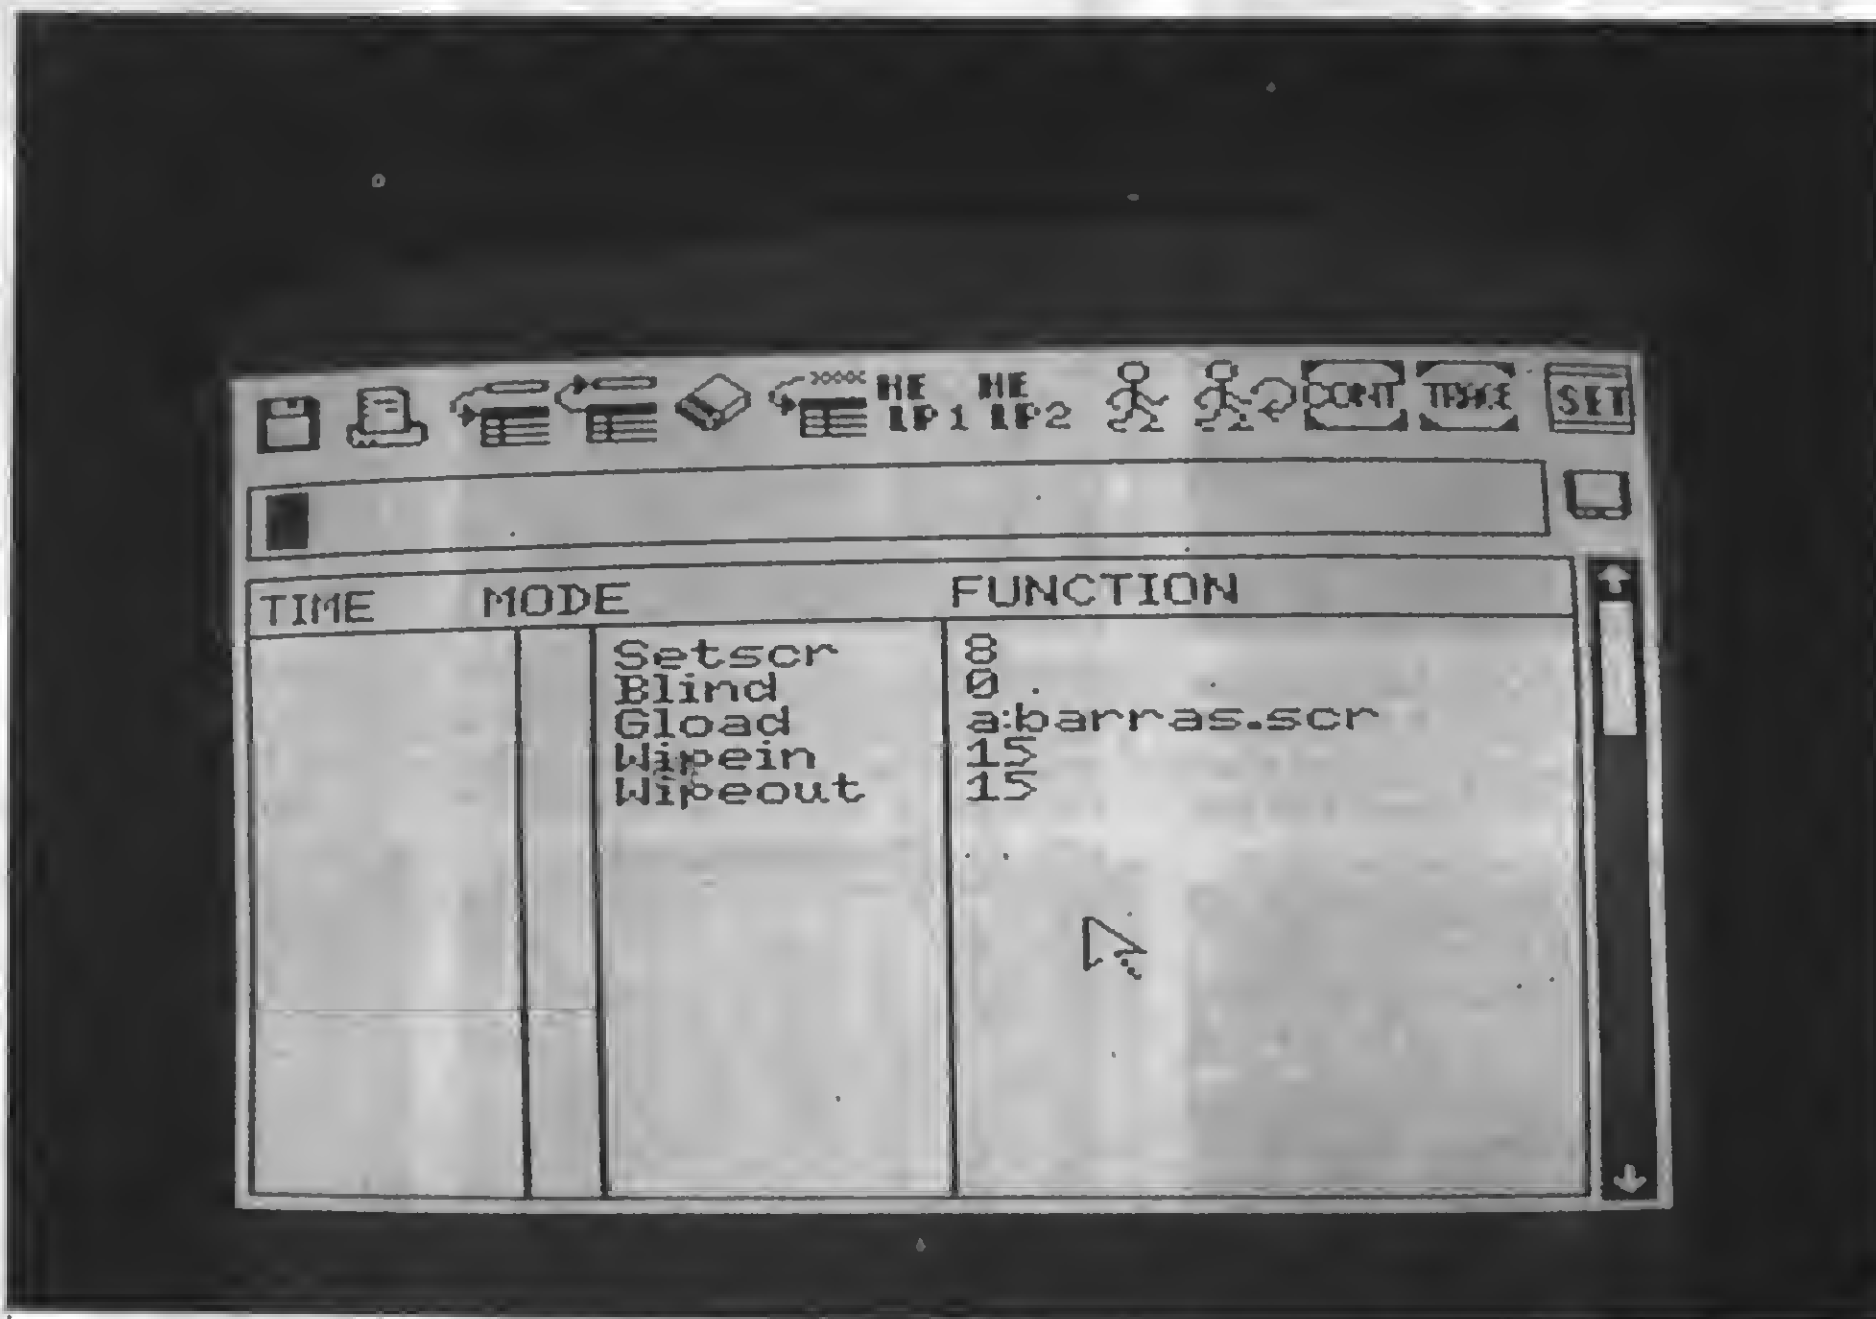 HE HE CONT TRACE SET
LP1 LP2
TIME MODE FUNCTION
Setscr 8
Blind 0
Gload a:barras.scr
Wipein 15
Wipeout 15